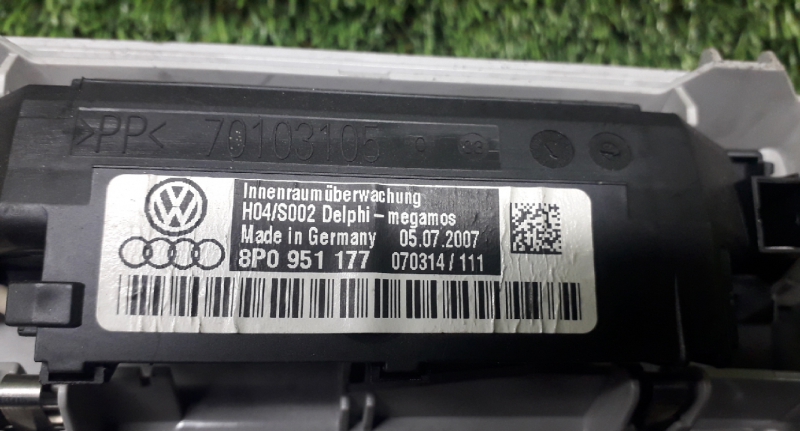 >PP< 79103105
Innenraumüberwachung
H04/S002 Delphi-megamos
Made in Germany 05.07.2007
8P0 951 177 070314/111